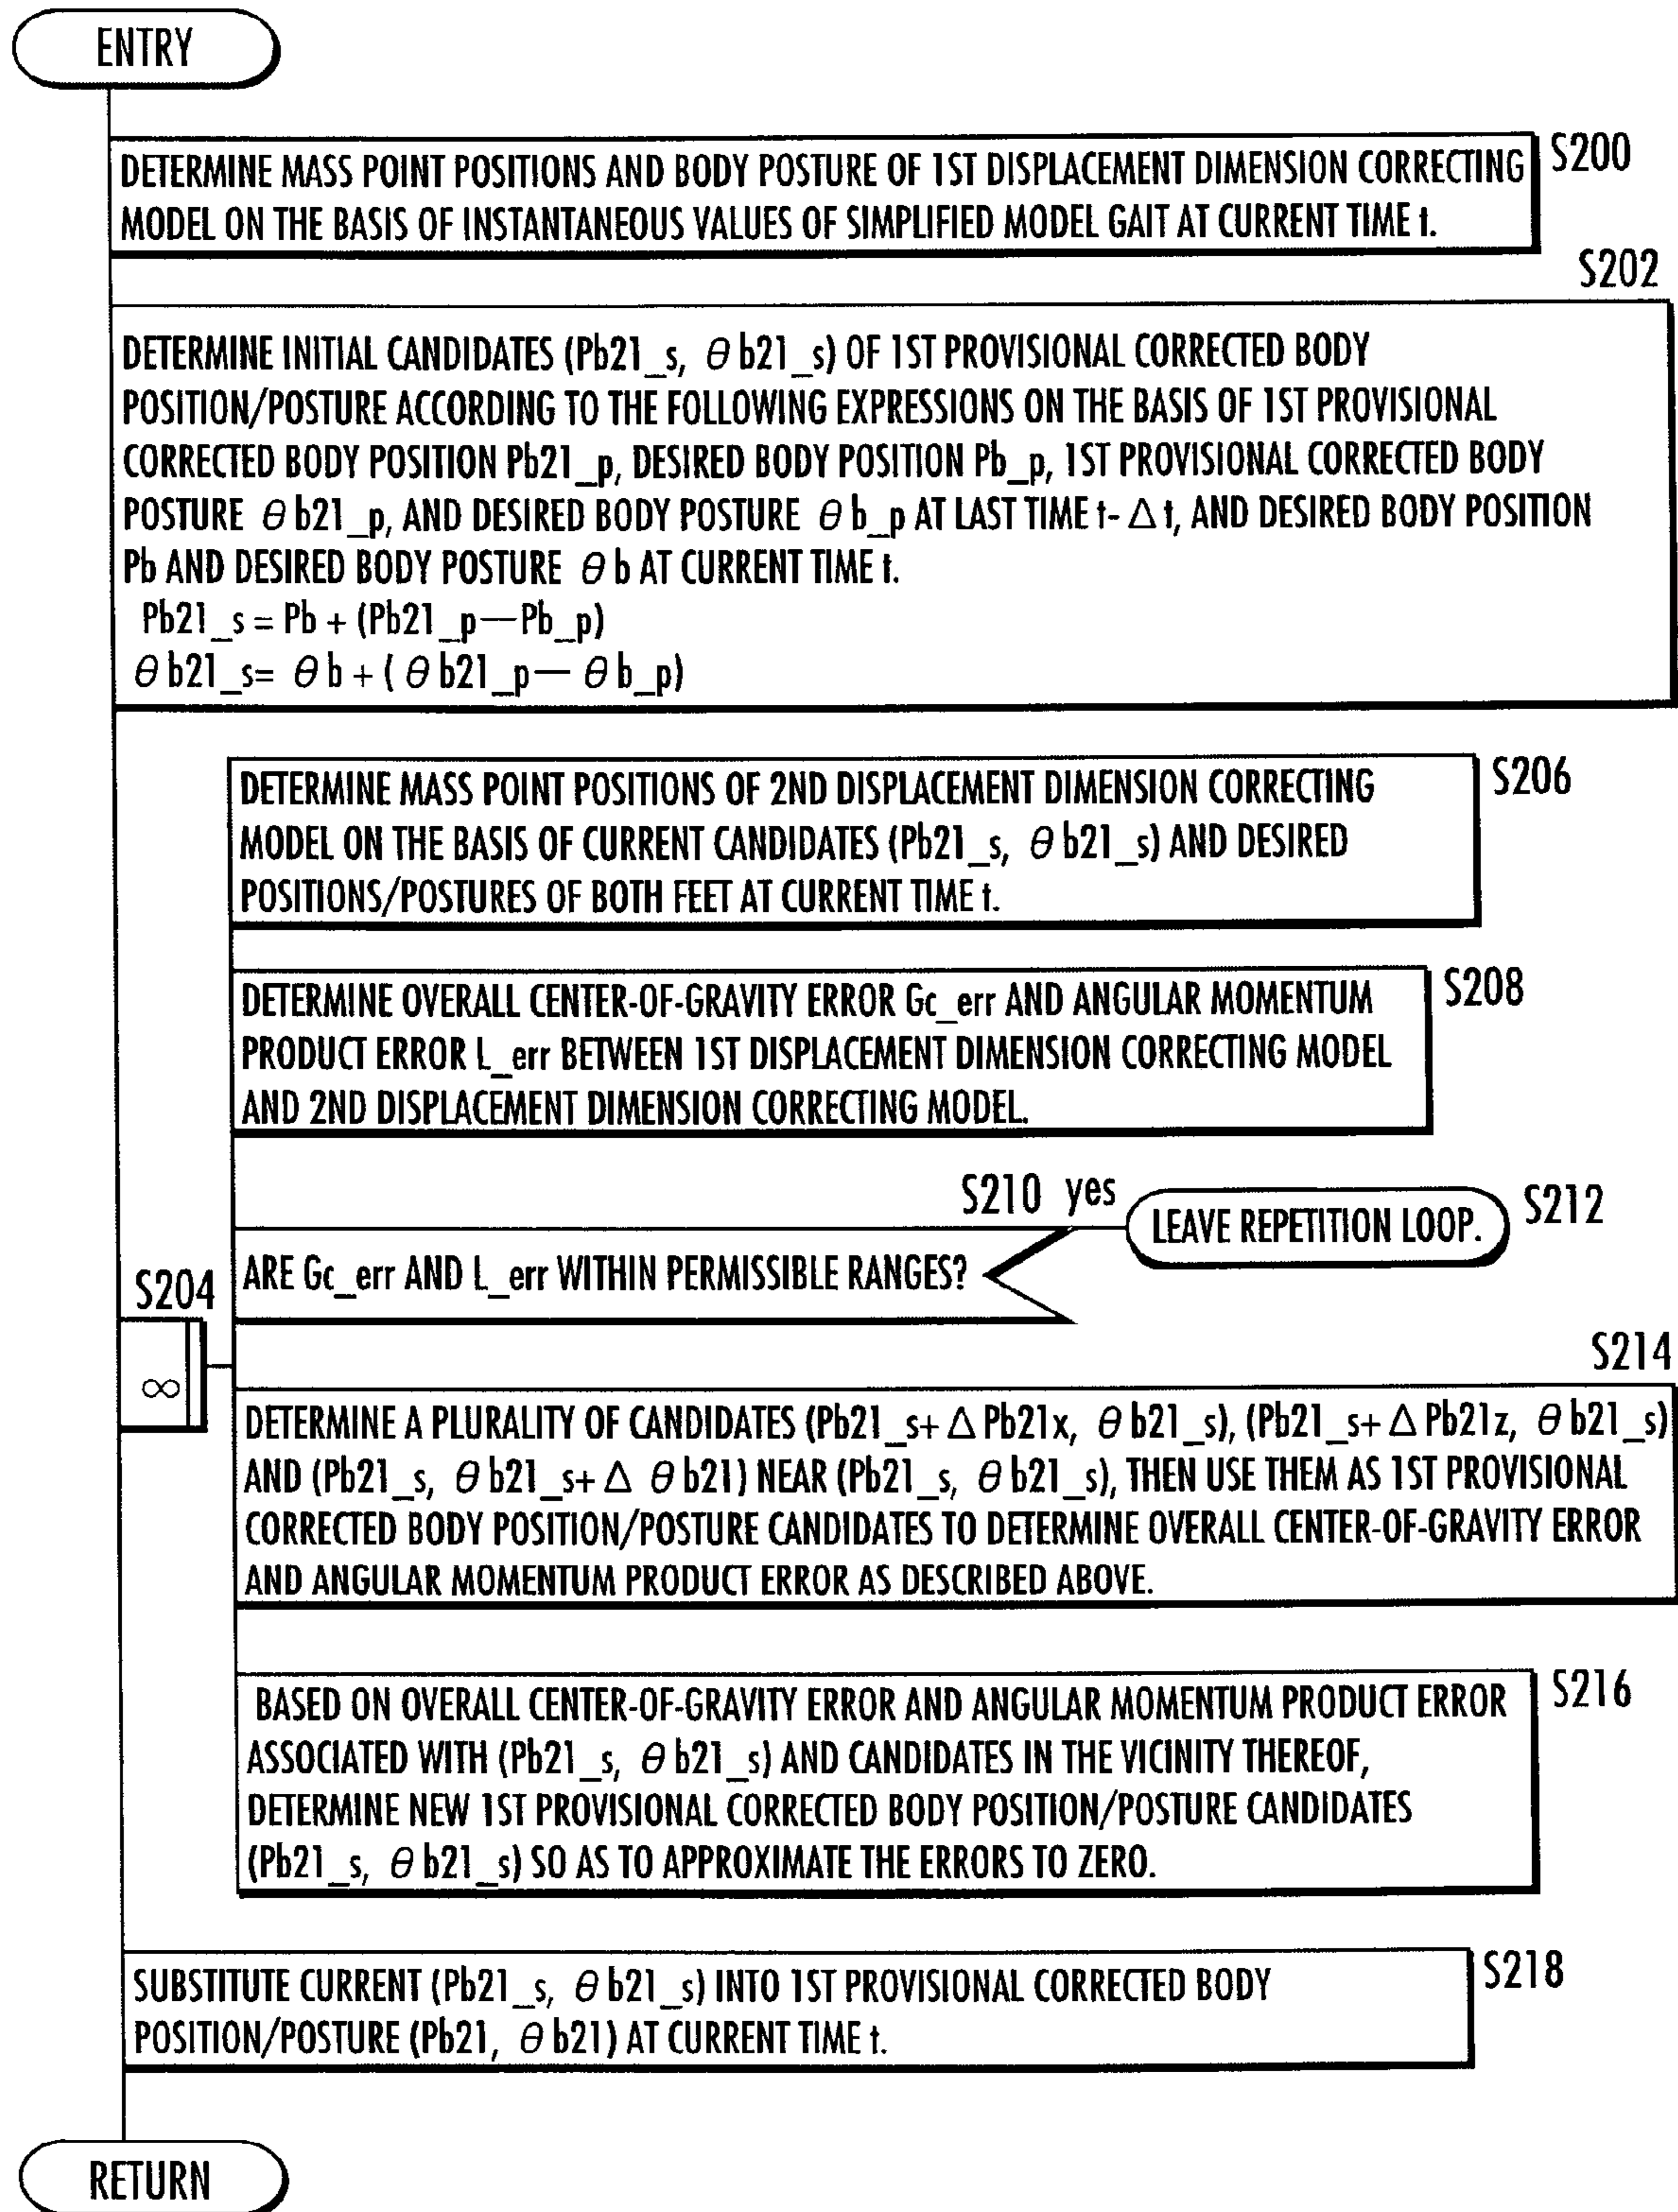 ENTRY
S200
DETERMINE MASS POINT POSITIONS AND BODY POSTURE OF 1ST DISPLACEMENT DIMENSION CORRECTING
MODEL ON THE BASIS OF INSTANTANEOUS VALUES OF SIMPLIFIED MODEL GAIT AT CURRENT TIME t.
S202
DETERMINE INITIAL CANDIDATES (Pb21_s, θb21_s) OF 1ST PROVISIONAL CORRECTED BODY
POSITION/POSTURE ACCORDING TO THE FOLLOWING EXPRESSIONS ON THE BASIS OF 1ST PROVISIONAL
CORRECTED BODY POSITION Pb21_p, DESIRED BODY POSITION Pb_p, 1ST PROVISIONAL CORRECTED BODY
POSTURE θb21_p, AND DESIRED BODY POSTURE θb_p AT LAST TIME t-Δt, AND DESIRED BODY POSITION
Pb AND DESIRED BODY POSTURE θb AT CURRENT TIME t.
Pb21_s = Pb + (Pb21_p—Pb_p)
θb21_s= θb + (θb21_p— θb_p)
S206
DETERMINE MASS POINT POSITIONS OF 2ND DISPLACEMENT DIMENSION CORRECTING
MODEL ON THE BASIS OF CURRENT CANDIDATES (Pb21_s, θb21_s) AND DESIRED
POSITIONS/POSTURES OF BOTH FEET AT CURRENT TIME t.
S208
DETERMINE OVERALL CENTER-OF-GRAVITY ERROR Gc_err AND ANGULAR MOMENTUM
PRODUCT ERROR L_err BETWEEN 1ST DISPLACEMENT DIMENSION CORRECTING MODEL
AND 2ND DISPLACEMENT DIMENSION CORRECTING MODEL.
S210 yes
LEAVE REPETITION LOOP.
S212
ARE Gc_err AND L_err WITHIN PERMISSIBLE RANGES?
S204
∞
S214
DETERMINE A PLURALITY OF CANDIDATES (Pb21_s+ΔPb21x, θb21_s), (Pb21_s+ΔPb21z, θb21_s)
AND (Pb21_s, θb21_s+Δθb21) NEAR (Pb21_s, θb21_s), THEN USE THEM AS 1ST PROVISIONAL
CORRECTED BODY POSITION/POSTURE CANDIDATES TO DETERMINE OVERALL CENTER-OF-GRAVITY ERROR
AND ANGULAR MOMENTUM PRODUCT ERROR AS DESCRIBED ABOVE.
S216
BASED ON OVERALL CENTER-OF-GRAVITY ERROR AND ANGULAR MOMENTUM PRODUCT ERROR
ASSOCIATED WITH (Pb21_s, θb21_s) AND CANDIDATES IN THE VICINITY THEREOF,
DETERMINE NEW 1ST PROVISIONAL CORRECTED BODY POSITION/POSTURE CANDIDATES
(Pb21_s, θb21_s) SO AS TO APPROXIMATE THE ERRORS TO ZERO.
S218
SUBSTITUTE CURRENT (Pb21_s, θb21_s) INTO 1ST PROVISIONAL CORRECTED BODY
POSITION/POSTURE (Pb21, θb21) AT CURRENT TIME t.
RETURN